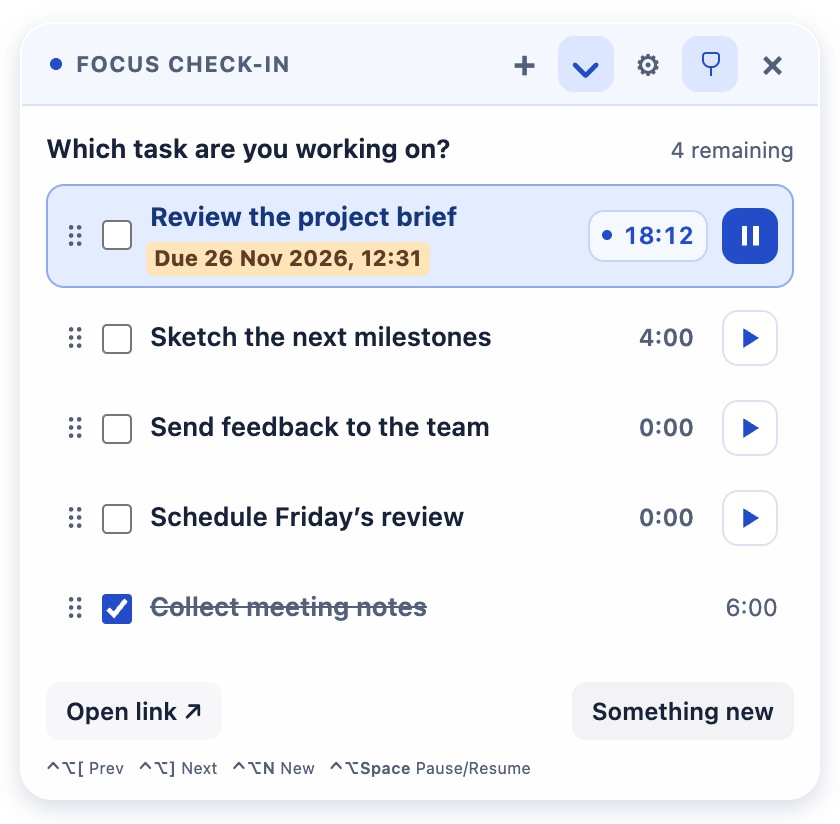 FOCUS CHECK-IN
Which task are you working on?
4 remaining
Review the project brief
Due 26 Nov 2026, 12:31
18:12
Sketch the next milestones
4:00
Send feedback to the team
0:00
Schedule Friday’s review
0:00
Collect meeting notes
6:00
Open link ↗
Something new
⌃⌥[ Prev ⌃⌥] Next ⌃⌥N New ⌃⌥Space Pause/Resume